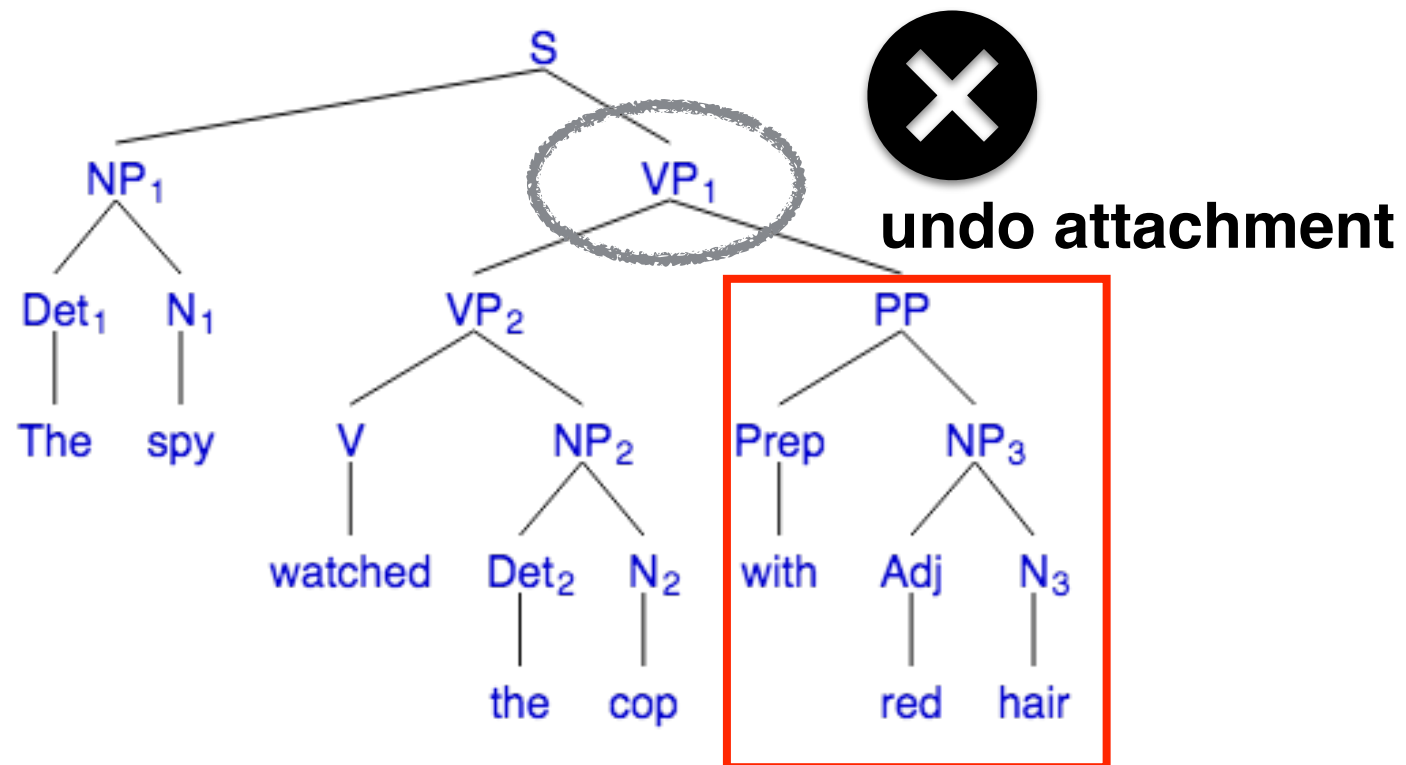 S
NP₁ VP₁
undo attachment
Det₁ N₁ VP₂ PP
The spy V NP₂ Prep NP₃
watched Det₂ N₂ with Adj N₃
the cop red hair